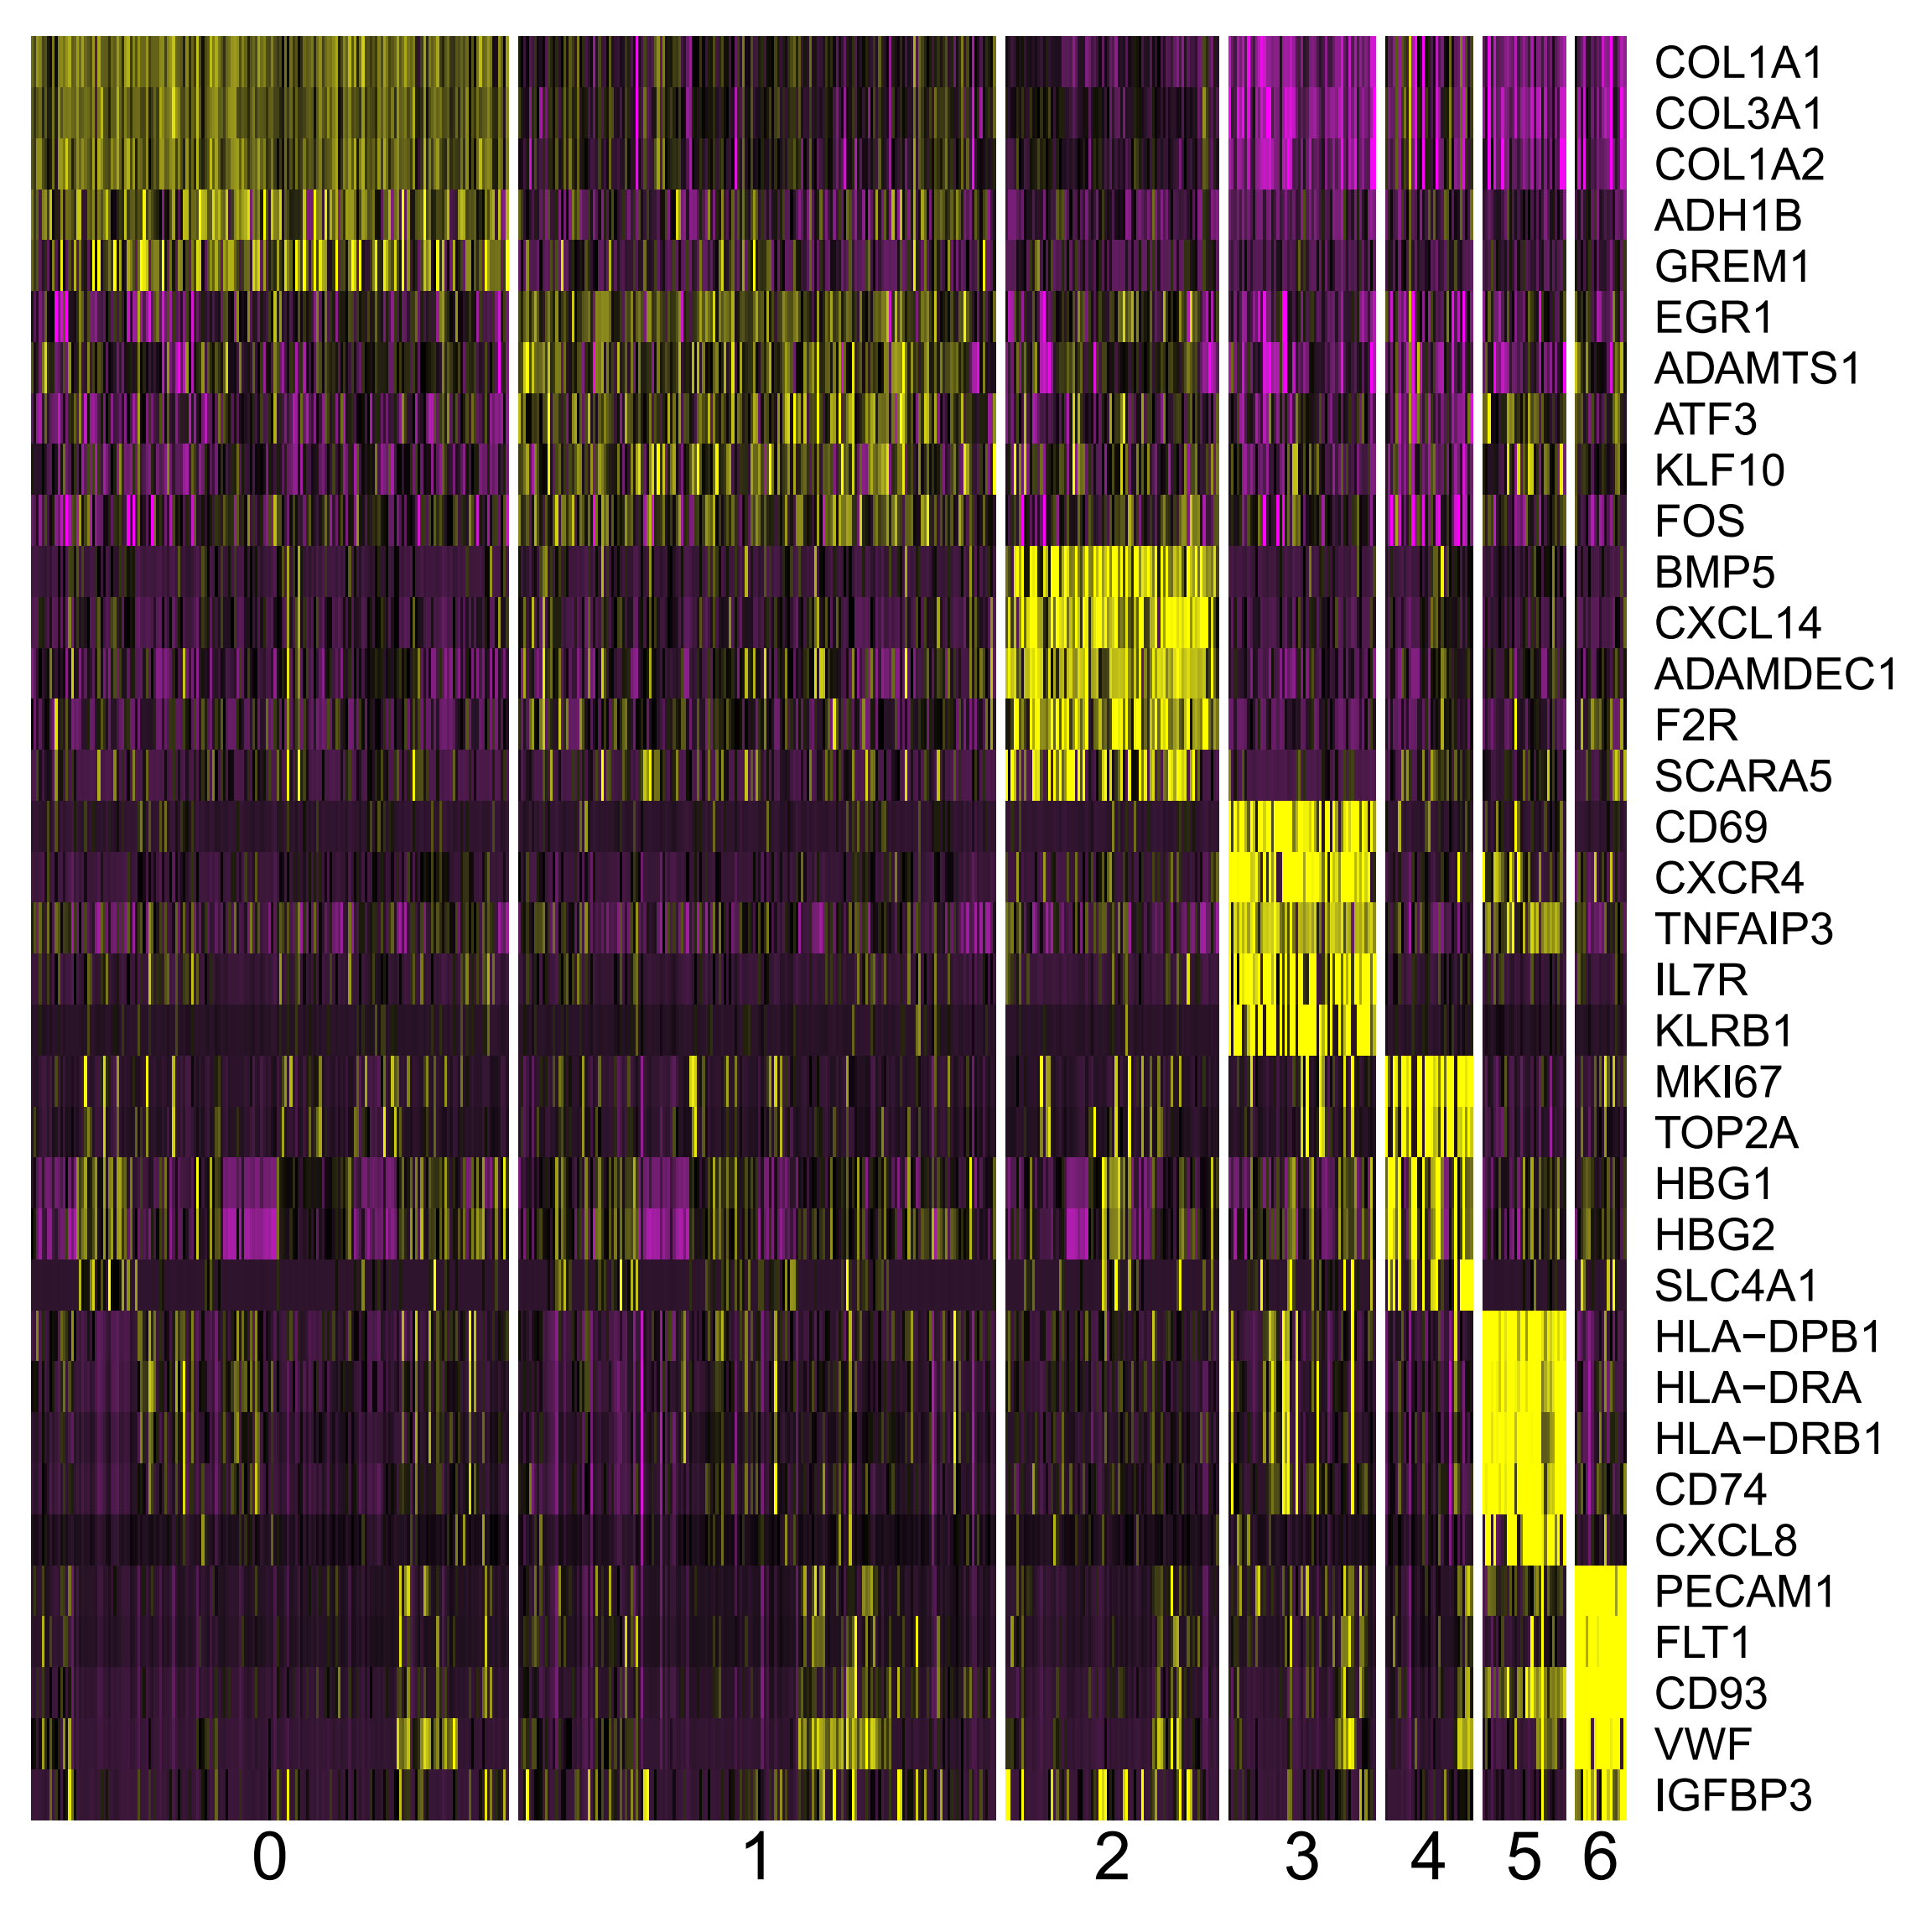 COL1A1
COL3A1
COL1A2
ADH1B
GREM1
EGR1
ADAMTS1
ATF3
KLF10
FOS
BMP5
CXCL14
ADAMDEC1
F2R
SCARA5
CD69
CXCR4
TNFAIP3
IL7R
KLRB1
MKI67
TOP2A
HBG1
HBG2
SLC4A1
HLA−DPB1
HLA−DRA
HLA−DRB1
CD74
CXCL8
PECAM1
FLT1
CD93
VWF
IGFBP3
0 1 2 3 4 5 6